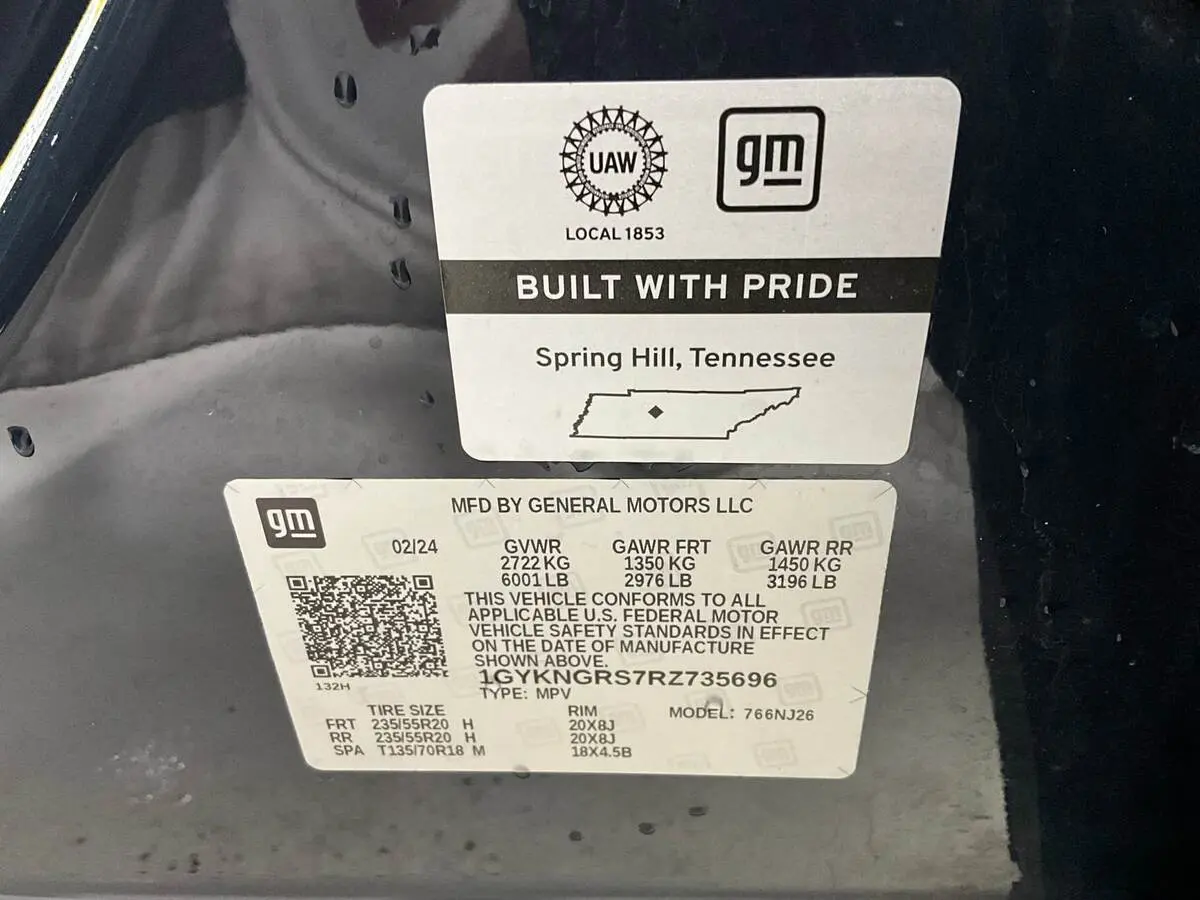 UAW
gm
LOCAL 1853
BUILT WITH PRIDE
Spring Hill, Tennessee
gm
MFD BY GENERAL MOTORS LLC
02/24 GVWR GAWR FRT GAWR RR
2722 KG 1350 KG 1450 KG
6001 LB 2976 LB 3196 LB
THIS VEHICLE CONFORMS TO ALL
APPLICABLE U.S. FEDERAL MOTOR
VEHICLE SAFETY STANDARDS IN EFFECT
ON THE DATE OF MANUFACTURE
SHOWN ABOVE.
1GYKNGRS7RZ735696
132H
TYPE: MPV
TIRE SIZE RIM MODEL: 766NJ26
FRT 235/55R20 H 20X8J
RR 235/55R20 H 20X8J
SPA T135/70R18 M 18X4.5B